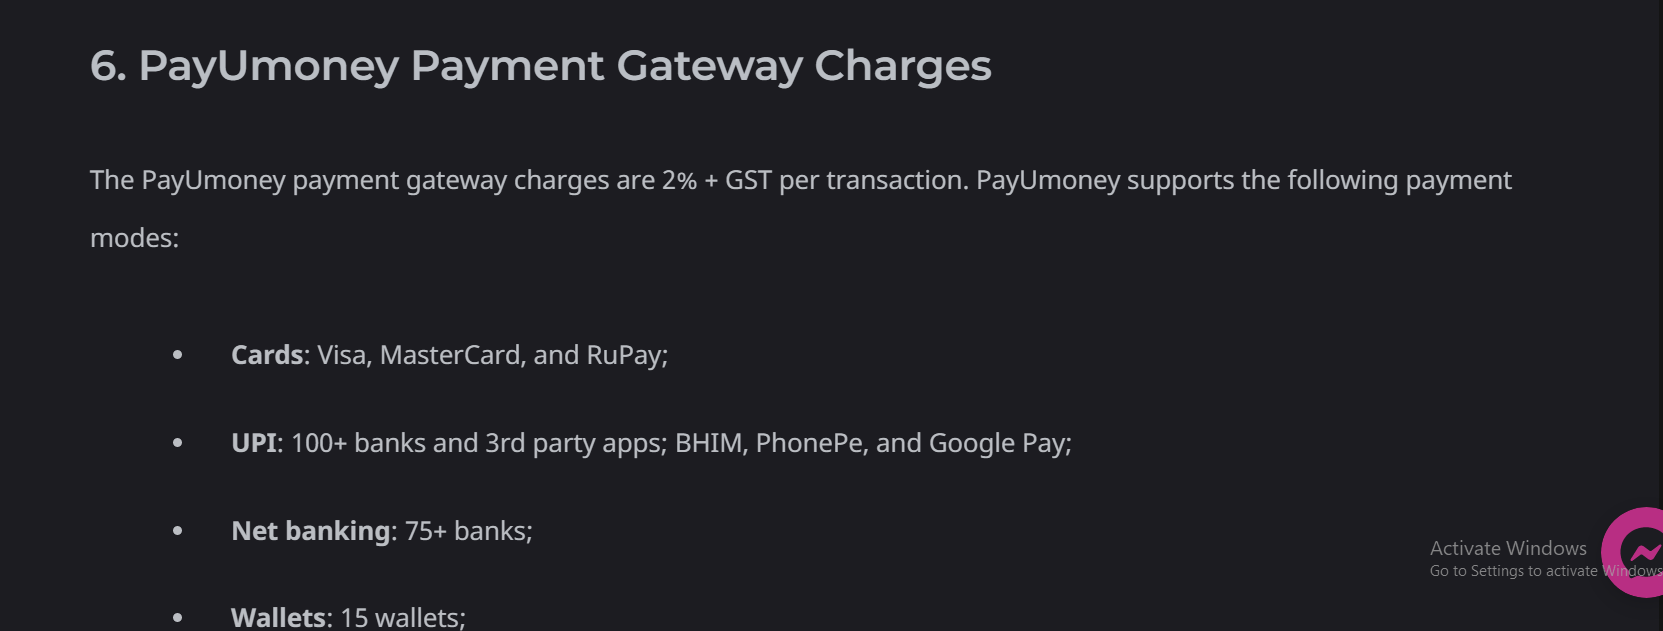 6. PayUmoney Payment Gateway Charges
The PayUmoney payment gateway charges are 2% + GST per transaction. PayUmoney supports the following payment
modes:
• Cards: Visa, MasterCard, and RuPay;
• UPI: 100+ banks and 3rd party apps; BHIM, PhonePe, and Google Pay;
• Net banking: 75+ banks;
• Wallets: 15 wallets;
Activate Windows
Go to Settings to activate Windows